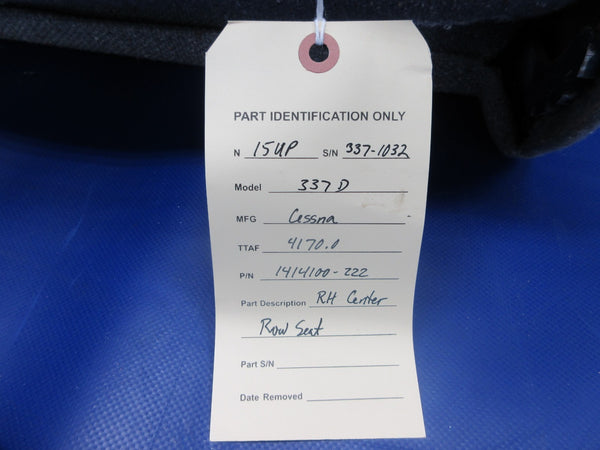 PART IDENTIFICATION ONLY
N 15UP S/N 337-1032
Model 337D
MFG Cessna
TTAF 4170.0
P/N 1414100-222
Part Description RH Center
Row Seat
Part S/N
Date Removed